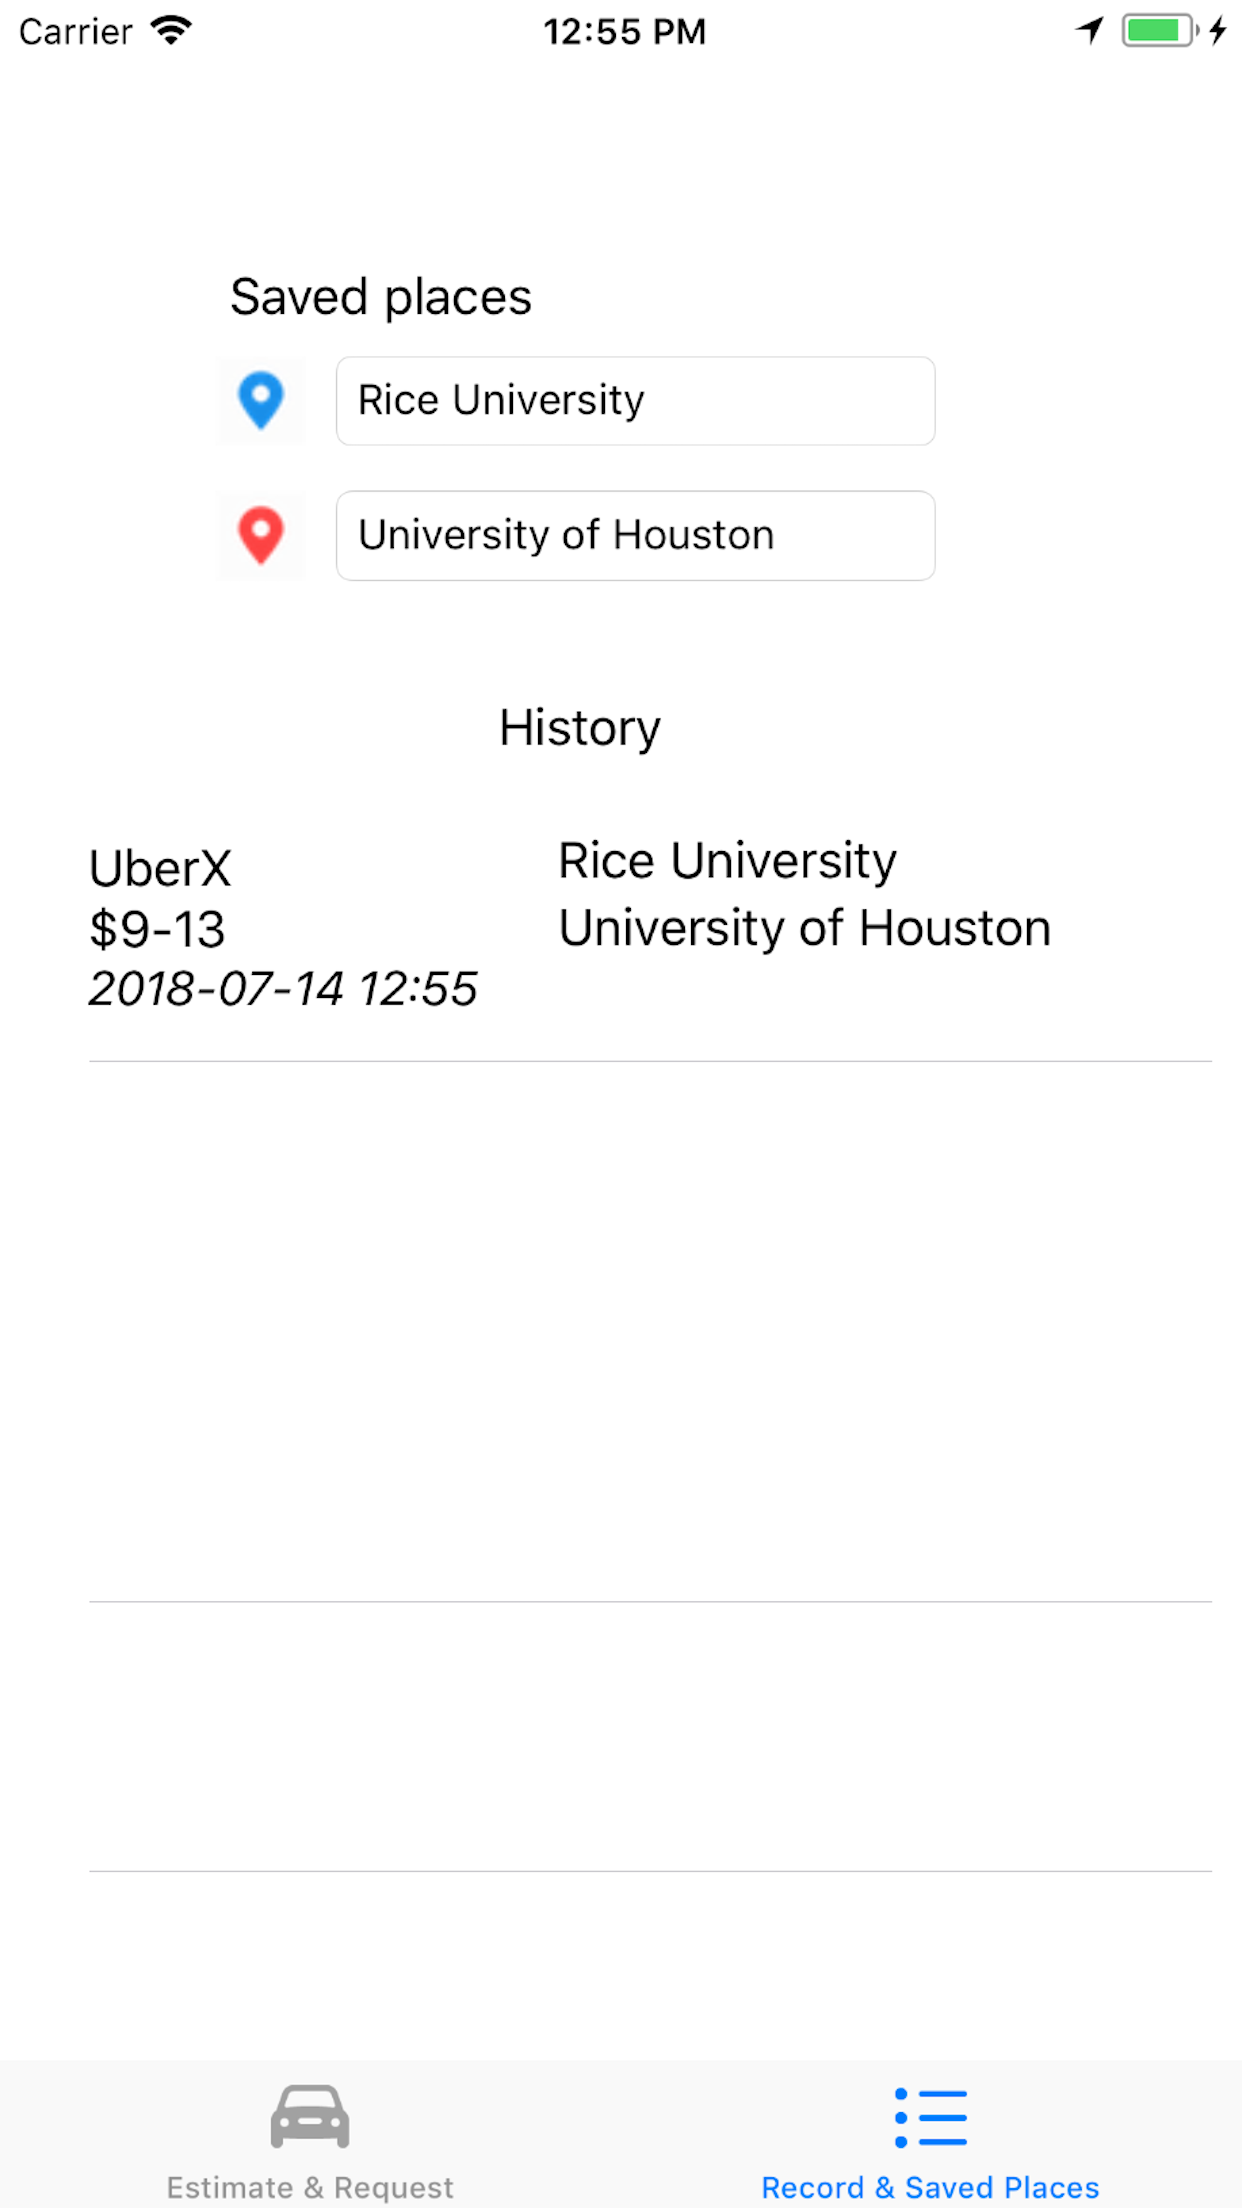 Carrier 12:55 PM
Saved places
Rice University
University of Houston
History
UberX
$9-13
2018-07-14 12:55
Rice University
University of Houston
Estimate & Request
Record & Saved Places